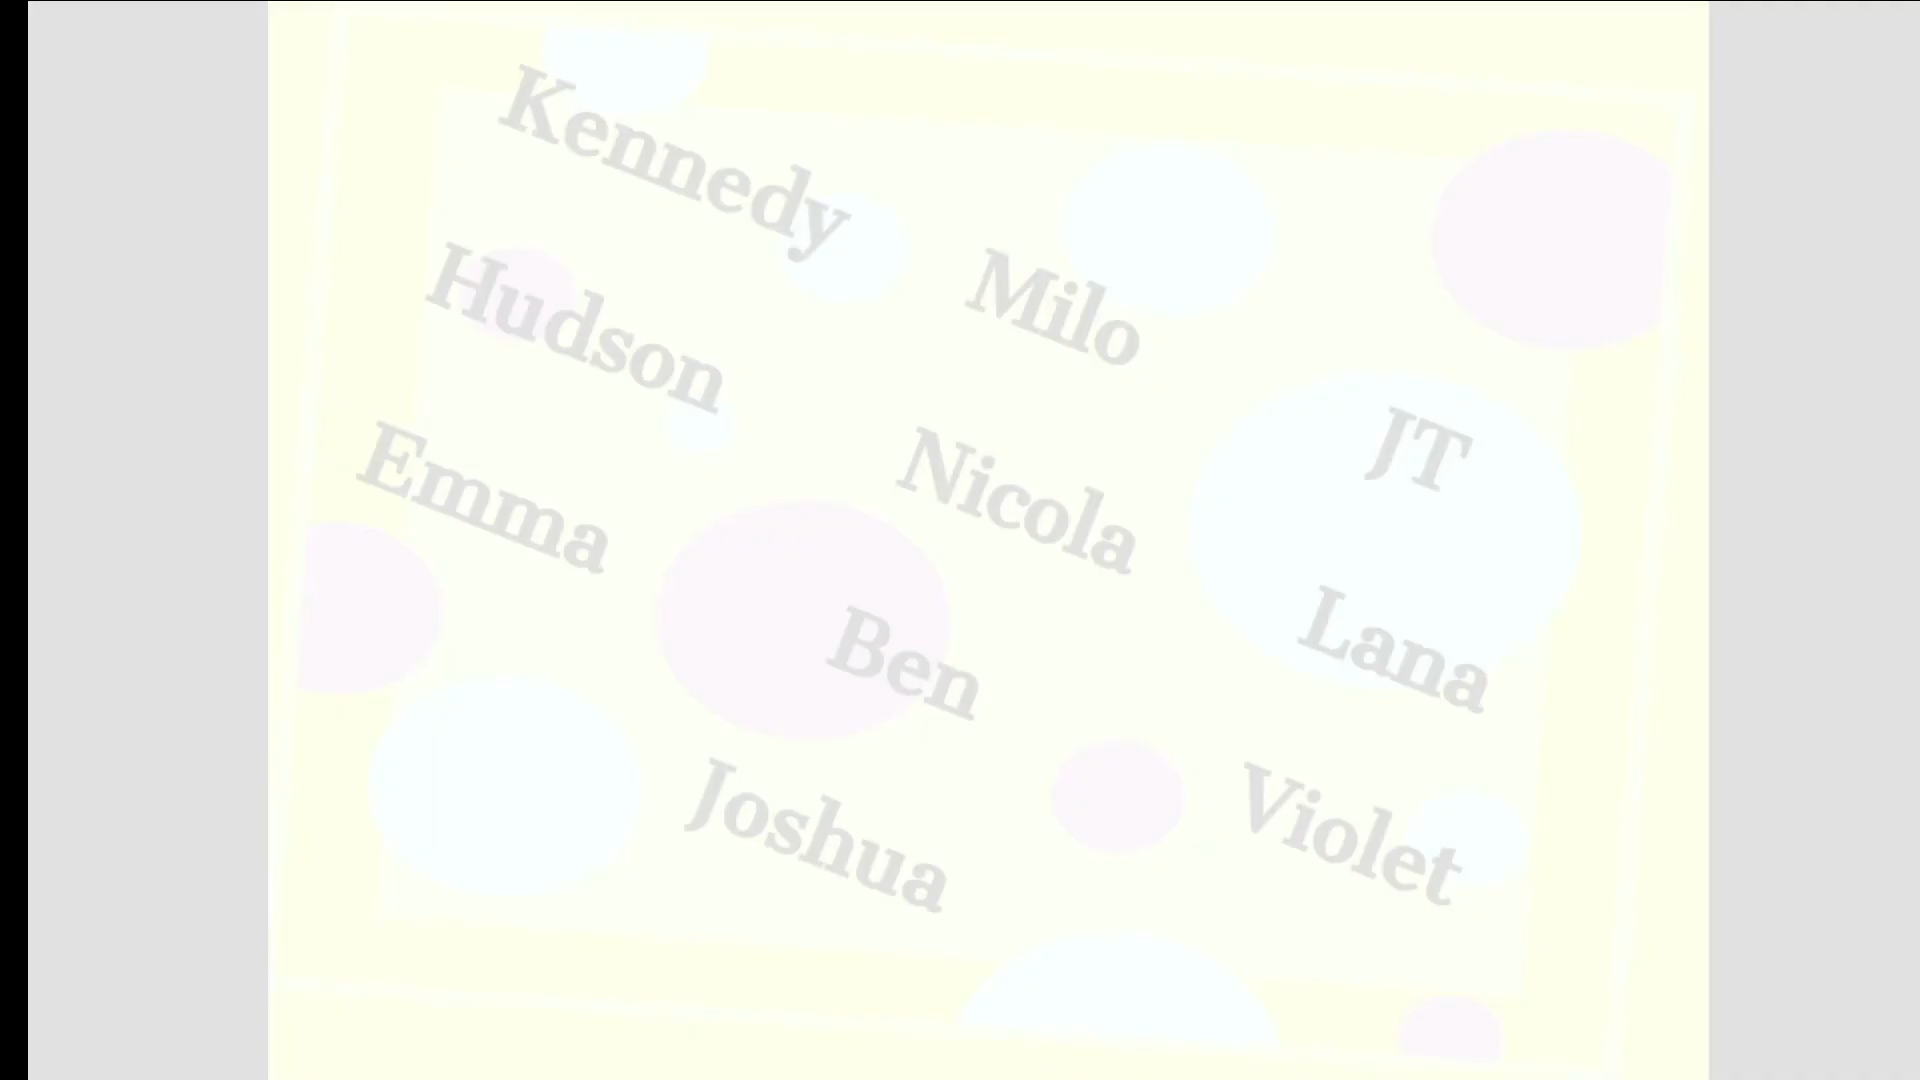 Kennedy
Hudson
Emma
Milo
Nicola
Ben
Joshua
JT
Lana
Violet